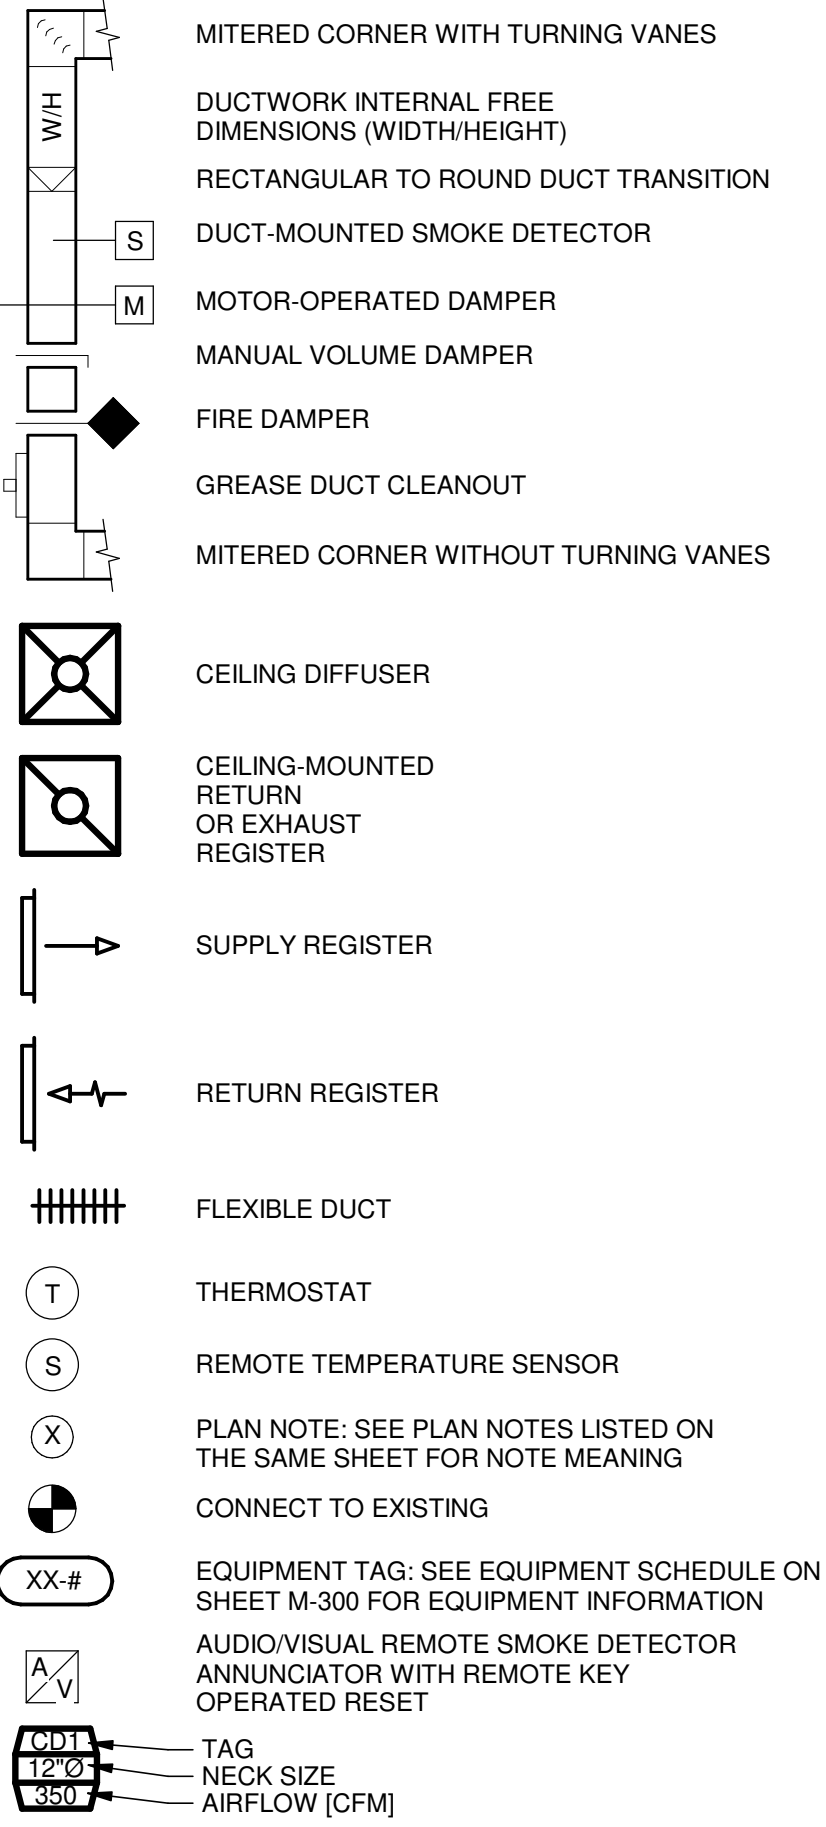 MITERED CORNER WITH TURNING VANES
W/H
DUCTWORK INTERNAL FREE
DIMENSIONS (WIDTH/HEIGHT)
RECTANGULAR TO ROUND DUCT TRANSITION
S
DUCT-MOUNTED SMOKE DETECTOR
M
MOTOR-OPERATED DAMPER
MANUAL VOLUME DAMPER
FIRE DAMPER
GREASE DUCT CLEANOUT
MITERED CORNER WITHOUT TURNING VANES
CEILING DIFFUSER
CEILING-MOUNTED
RETURN
OR EXHAUST
REGISTER
SUPPLY REGISTER
RETURN REGISTER
FLEXIBLE DUCT
T
THERMOSTAT
S
REMOTE TEMPERATURE SENSOR
X
PLAN NOTE: SEE PLAN NOTES LISTED ON
THE SAME SHEET FOR NOTE MEANING
CONNECT TO EXISTING
XX-#
EQUIPMENT TAG: SEE EQUIPMENT SCHEDULE ON
SHEET M-300 FOR EQUIPMENT INFORMATION
A/V
AUDIO/VISUAL REMOTE SMOKE DETECTOR
ANNUNCIATOR WITH REMOTE KEY
OPERATED RESET
CD1
TAG
12"Ø
NECK SIZE
350
AIRFLOW [CFM]